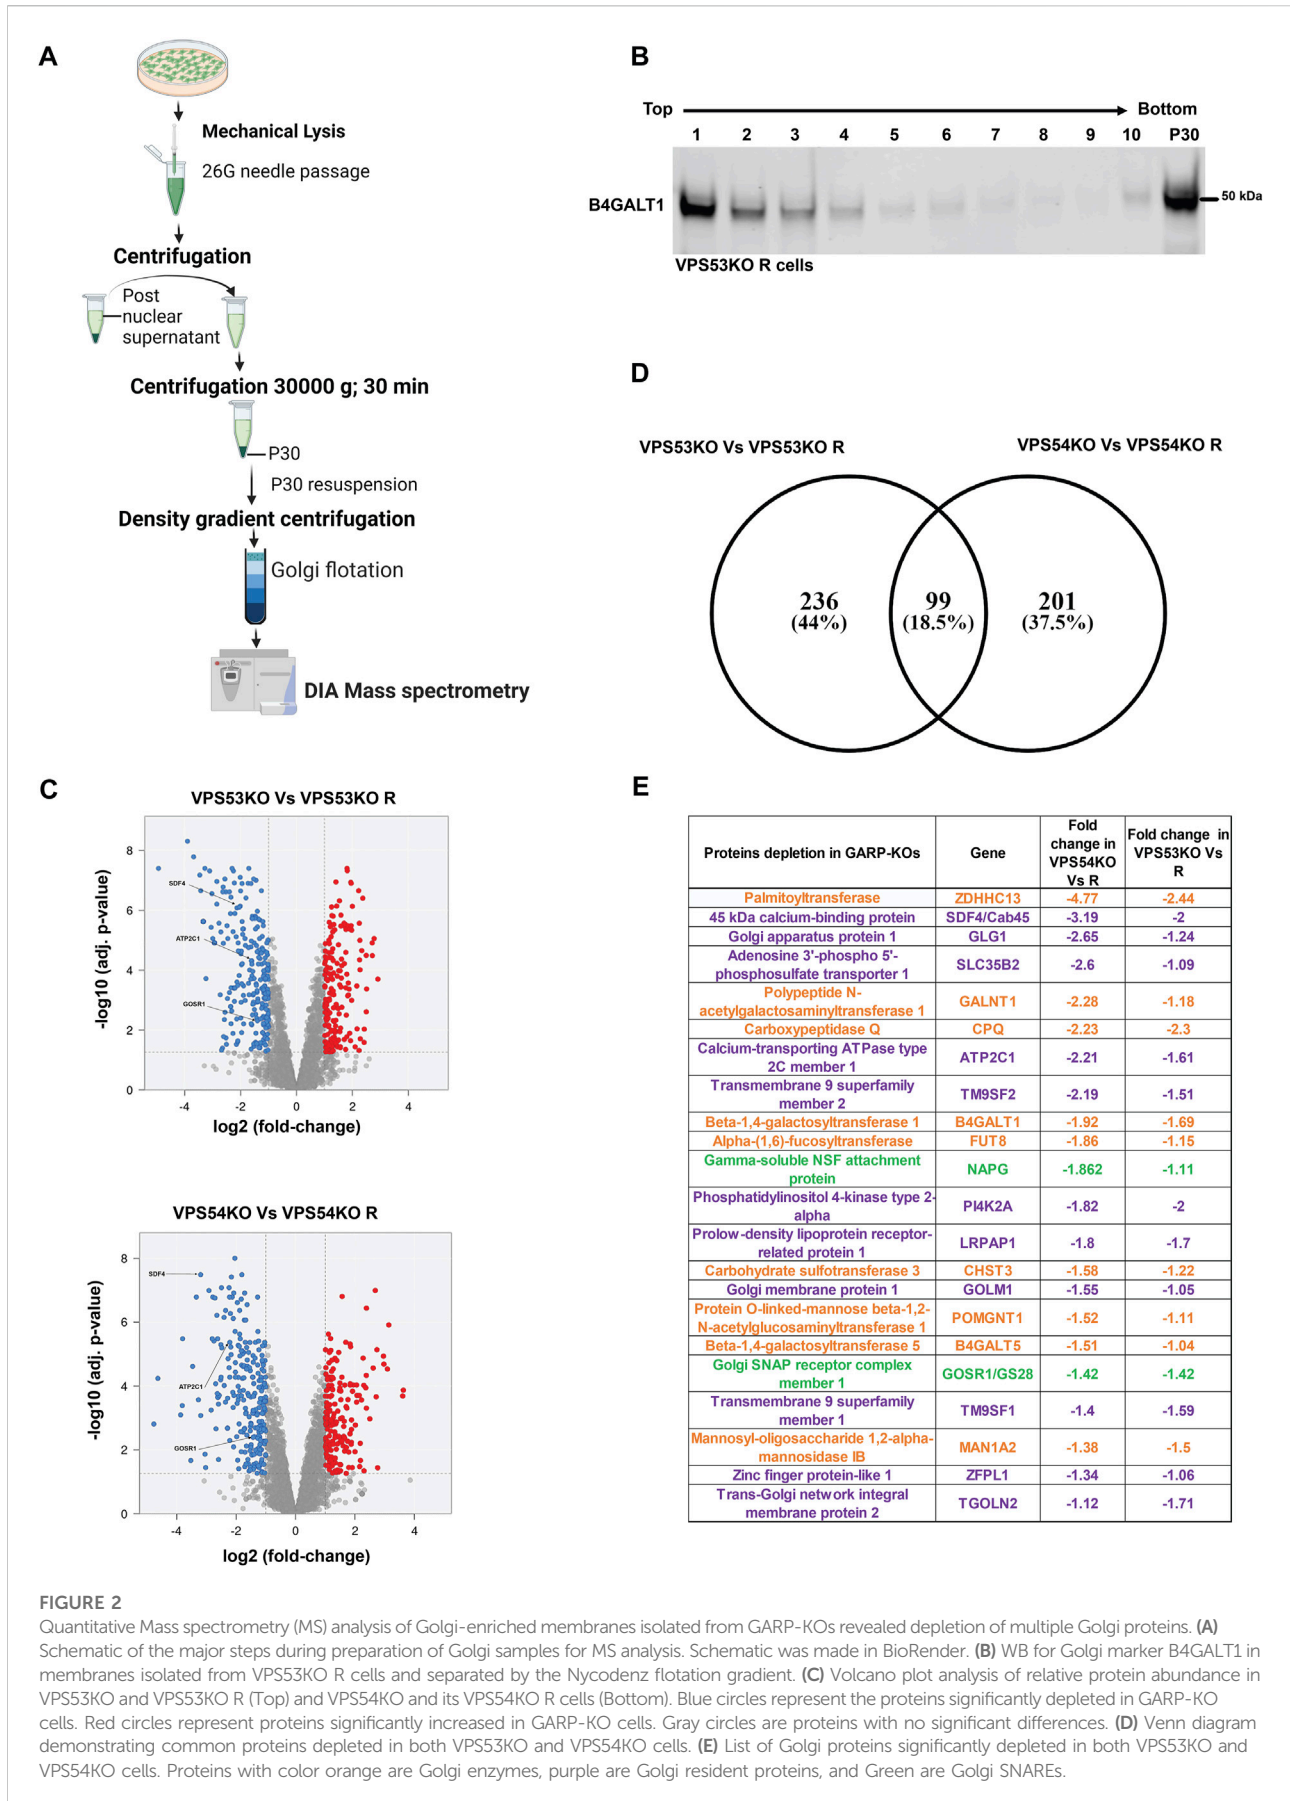 A
Mechanical Lysis
26G needle passage
Centrifugation
Post
nuclear
supernatant
Centrifugation 30000 g; 30 min
P30
P30 resuspension
Density gradient centrifugation
Golgi flotation
DIA Mass spectrometry
B
Top
Bottom
1 2 3 4 5 6 7 8 9 10 P30
B4GALT1
50 kDa
VPS53KO R cells
D
VPS53KO Vs VPS53KO R
VPS54KO Vs VPS54KO R
236
(44%)
99
(18.5%)
201
(37.5%)
C
VPS53KO Vs VPS53KO R
-log10 (adj. p-value)
8
6
4
2
0
SDF4
ATP2C1
GOSR1
-4 -2 0 2 4
log2 (fold-change)
VPS54KO Vs VPS54KO R
-log10 (adj. p-value)
8
6
4
2
0
SDF4
ATP2C1
GOSR1
-4 -2 0 2 4
log2 (fold-change)
E
Proteins depletion in GARP-KOs
Gene
Fold
change in
VPS54KO
Vs R
Fold change in
VPS53KO Vs
R
Palmitoyltransferase ZDHHC13 -4.77 -2.44
45 kDa calcium-binding protein SDF4/Cab45 -3.19 -2
Golgi apparatus protein 1 GLG1 -2.65 -1.24
Adenosine 3'-phospho 5'-
phosphosulfate transporter 1 SLC35B2 -2.6 -1.09
Polypeptide N-
acetylgalactosaminyltransferase 1 GALNT1 -2.28 -1.18
Carboxypeptidase Q CPQ -2.23 -2.3
Calcium-transporting ATPase type
2C member 1 ATP2C1 -2.21 -1.61
Transmembrane 9 superfamily
member 2 TM9SF2 -2.19 -1.51
Beta-1,4-galactosyltransferase 1 B4GALT1 -1.92 -1.69
Alpha-(1,6)-fucosyltransferase FUT8 -1.86 -1.15
Gamma-soluble NSF attachment
protein NAPG -1.862 -1.11
Phosphatidylinositol 4-kinase type 2-
alpha PI4K2A -1.82 -2
Prolow-density lipoprotein receptor-
related protein 1 LRPAP1 -1.8 -1.7
Carbohydrate sulfotransferase 3 CHST3 -1.58 -1.22
Golgi membrane protein 1 GOLM1 -1.55 -1.05
Protein O-linked-mannose beta-1,2-
N-acetylglucosaminyltransferase 1 POMGNT1 -1.52 -1.11
Beta-1,4-galactosyltransferase 5 B4GALT5 -1.51 -1.04
Golgi SNAP receptor complex
member 1 GOSR1/GS28 -1.42 -1.42
Transmembrane 9 superfamily
member 1 TM9SF1 -1.4 -1.59
Mannosyl-oligosaccharide 1,2-alpha-
mannosidase IB MAN1A2 -1.38 -1.5
Zinc finger protein-like 1 ZFPL1 -1.34 -1.06
Trans-Golgi network integral
membrane protein 2 TGOLN2 -1.12 -1.71
FIGURE 2
Quantitative Mass spectrometry (MS) analysis of Golgi-enriched membranes isolated from GARP-KOs revealed depletion of multiple Golgi proteins. (A)
Schematic of the major steps during preparation of Golgi samples for MS analysis. Schematic was made in BioRender. (B) WB for Golgi marker B4GALT1 in
membranes isolated from VPS53KO R cells and separated by the Nycodenz flotation gradient. (C) Volcano plot analysis of relative protein abundance in
VPS53KO and VPS53KO R (Top) and VPS54KO and its VPS54KO R cells (Bottom). Blue circles represent the proteins significantly depleted in GARP-KO
cells. Red circles represent proteins significantly increased in GARP-KO cells. Gray circles are proteins with no significant differences. (D) Venn diagram
demonstrating common proteins depleted in both VPS53KO and VPS54KO cells. (E) List of Golgi proteins significantly depleted in both VPS53KO and
VPS54KO cells. Proteins with color orange are Golgi enzymes, purple are Golgi resident proteins, and Green are Golgi SNAREs.